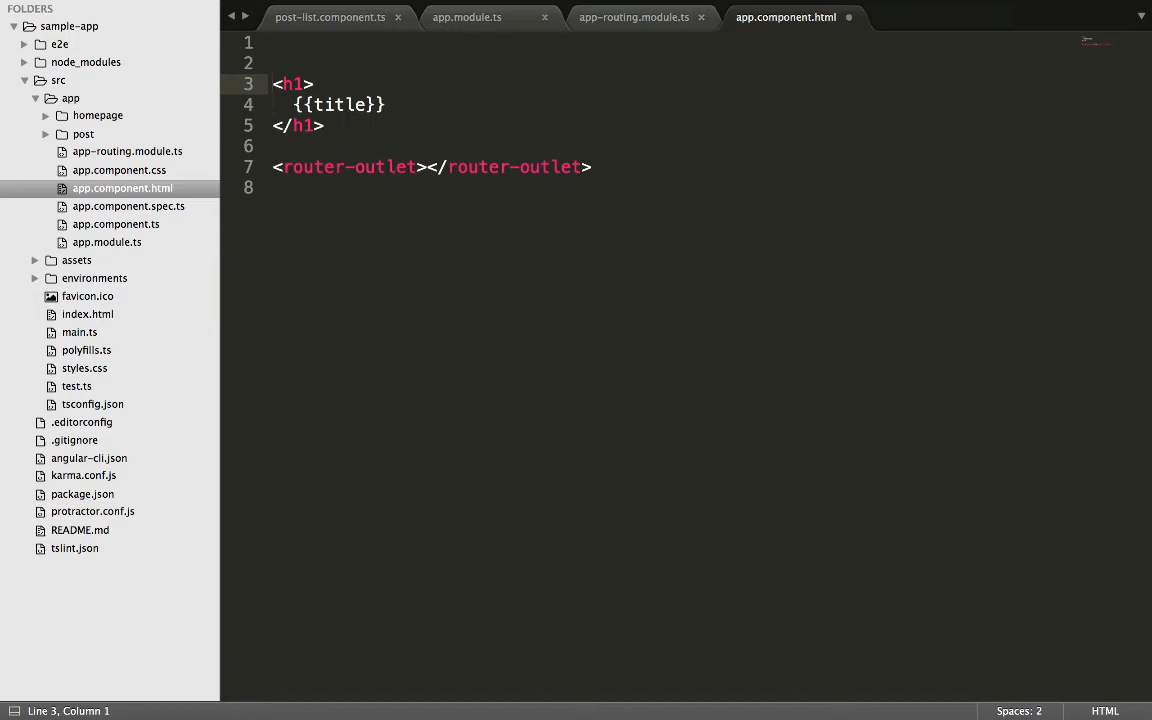 FOLDERS
sample-app
e2e
node_modules
src
app
homepage
post
app-routing.module.ts
app.component.css
app.component.html
app.component.spec.ts
app.component.ts
app.module.ts
assets
environments
favicon.ico
index.html
main.ts
polyfills.ts
styles.css
test.ts
tsconfig.json
.editorconfig
.gitignore
angular-cli.json
karma.conf.js
package.json
protractor.conf.js
README.md
tslint.json
post-list.component.ts × app.module.ts × app-routing.module.ts × app.component.html
1
2
3 <h1>
4 {{title}}
5 </h1>
6
7 <router-outlet></router-outlet>
8
Line 3, Column 1 Spaces: 2 HTML